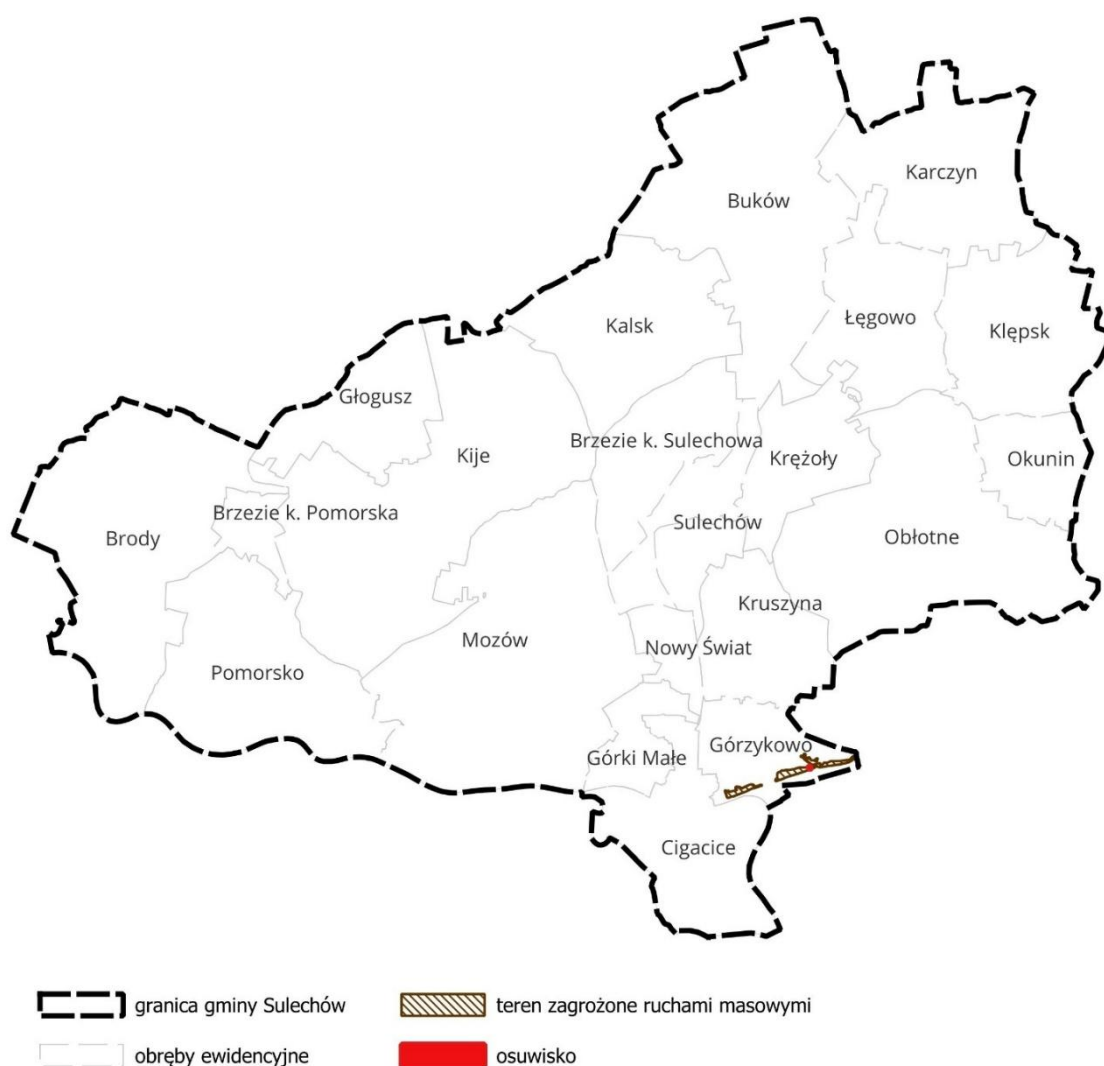 Karczyn
Buków
Łęgowo
Kalsk
Klępsk
Głogusz
Brzezie k. Sulechowa
Kije
Krężoły
Okunin
Brzezie k. Pomorska
Sulechów
Brody
Obłotne
Kruszyna
Mozów
Nowy Świat
Pomorsko
Górzykowo
Górki Małe
Cigacice
granica gminy Sulechów
teren zagrożone ruchami masowymi
obręby ewidencyjne
osuwisko